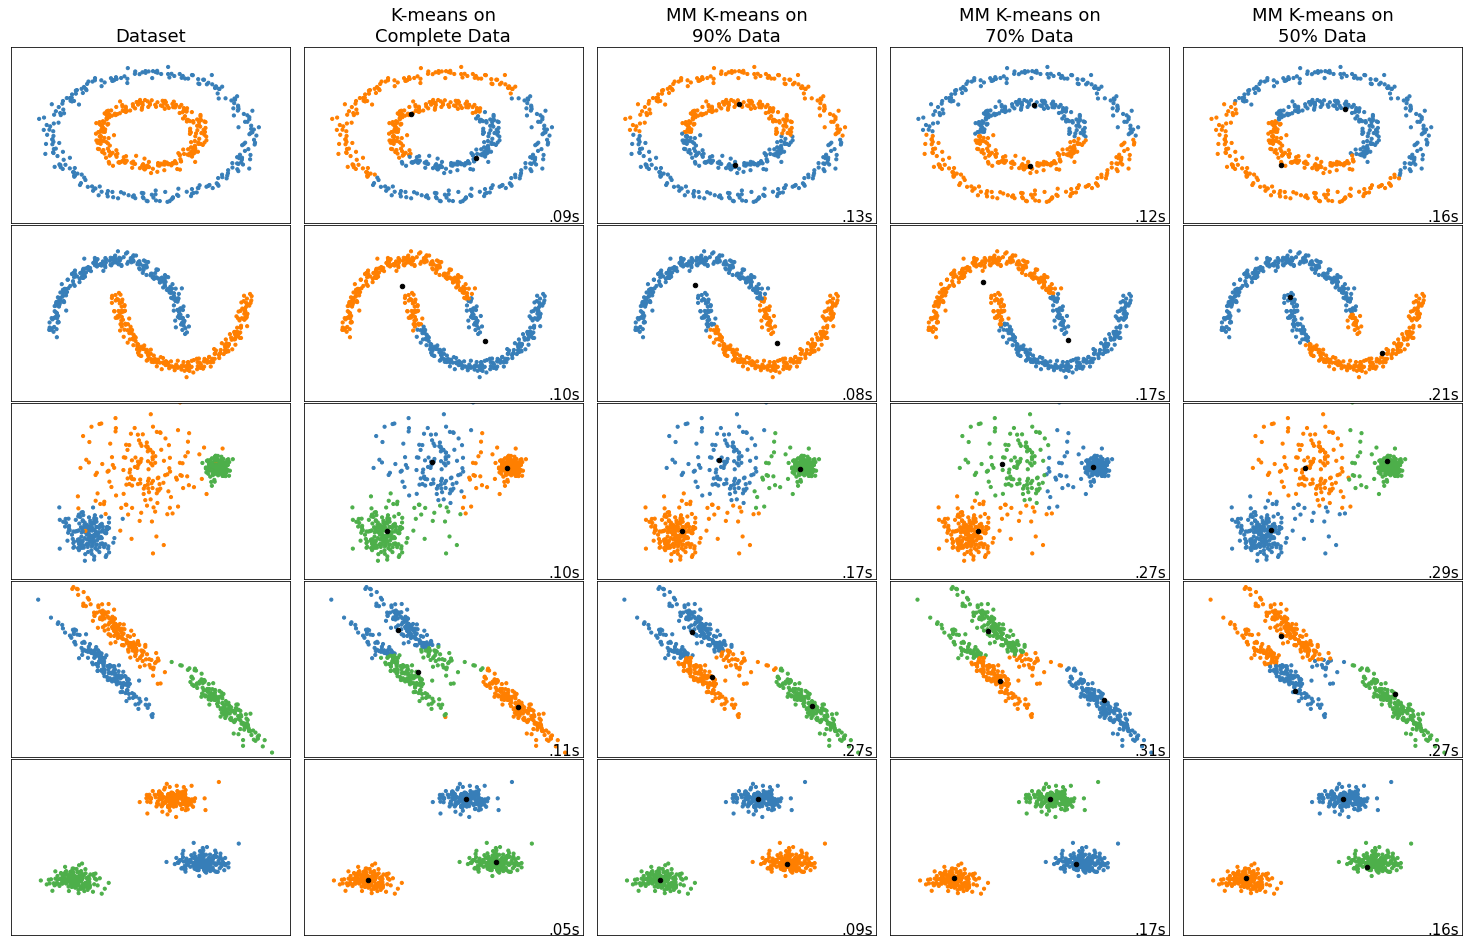 Dataset
K-means on
Complete Data
MM K-means on
90% Data
MM K-means on
70% Data
MM K-means on
50% Data
.09s
.13s
.12s
.16s
.10s
.08s
.17s
.21s
.10s
.17s
.27s
.29s
.11s
.27s
.31s
.27s
.05s
.09s
.17s
.16s